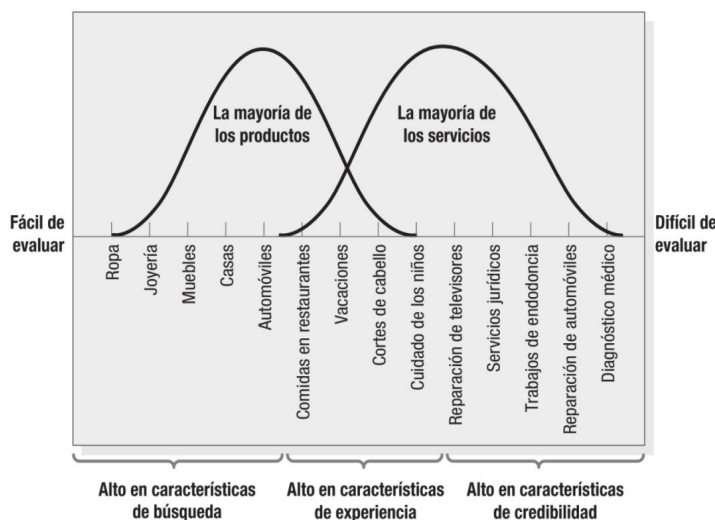 La mayoría de
los productos
La mayoría de
los servicios
Fácil de
evaluar
Difícil de
evaluar
Ropa
Joyería
Muebles
Casas
Automóviles
Comidas en restaurantes
Vacaciones
Cortes de cabello
Cuidado de los niños
Reparación de televisores
Servicios jurídicos
Trabajos de endodoncia
Reparación de automóviles
Diagnóstico médico
Alto en características
de búsqueda
Alto en características
de experiencia
Alto en características
de credibilidad